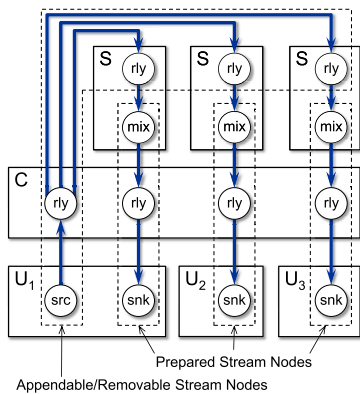 S S S
rly rly rly
mix mix mix
C
rly rly rly rly
U1 U2 U3
src snk snk snk
Prepared Stream Nodes
Appendable/Removable Stream Nodes